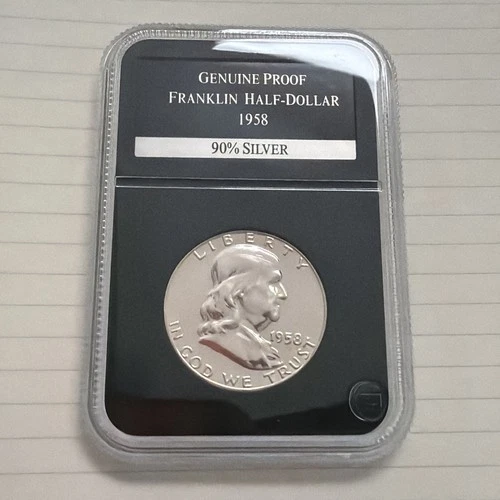 GENUINE PROOF
FRANKLIN HALF-DOLLAR
1958
90% SILVER
LIBERTY
1958
IN GOD WE TRUST